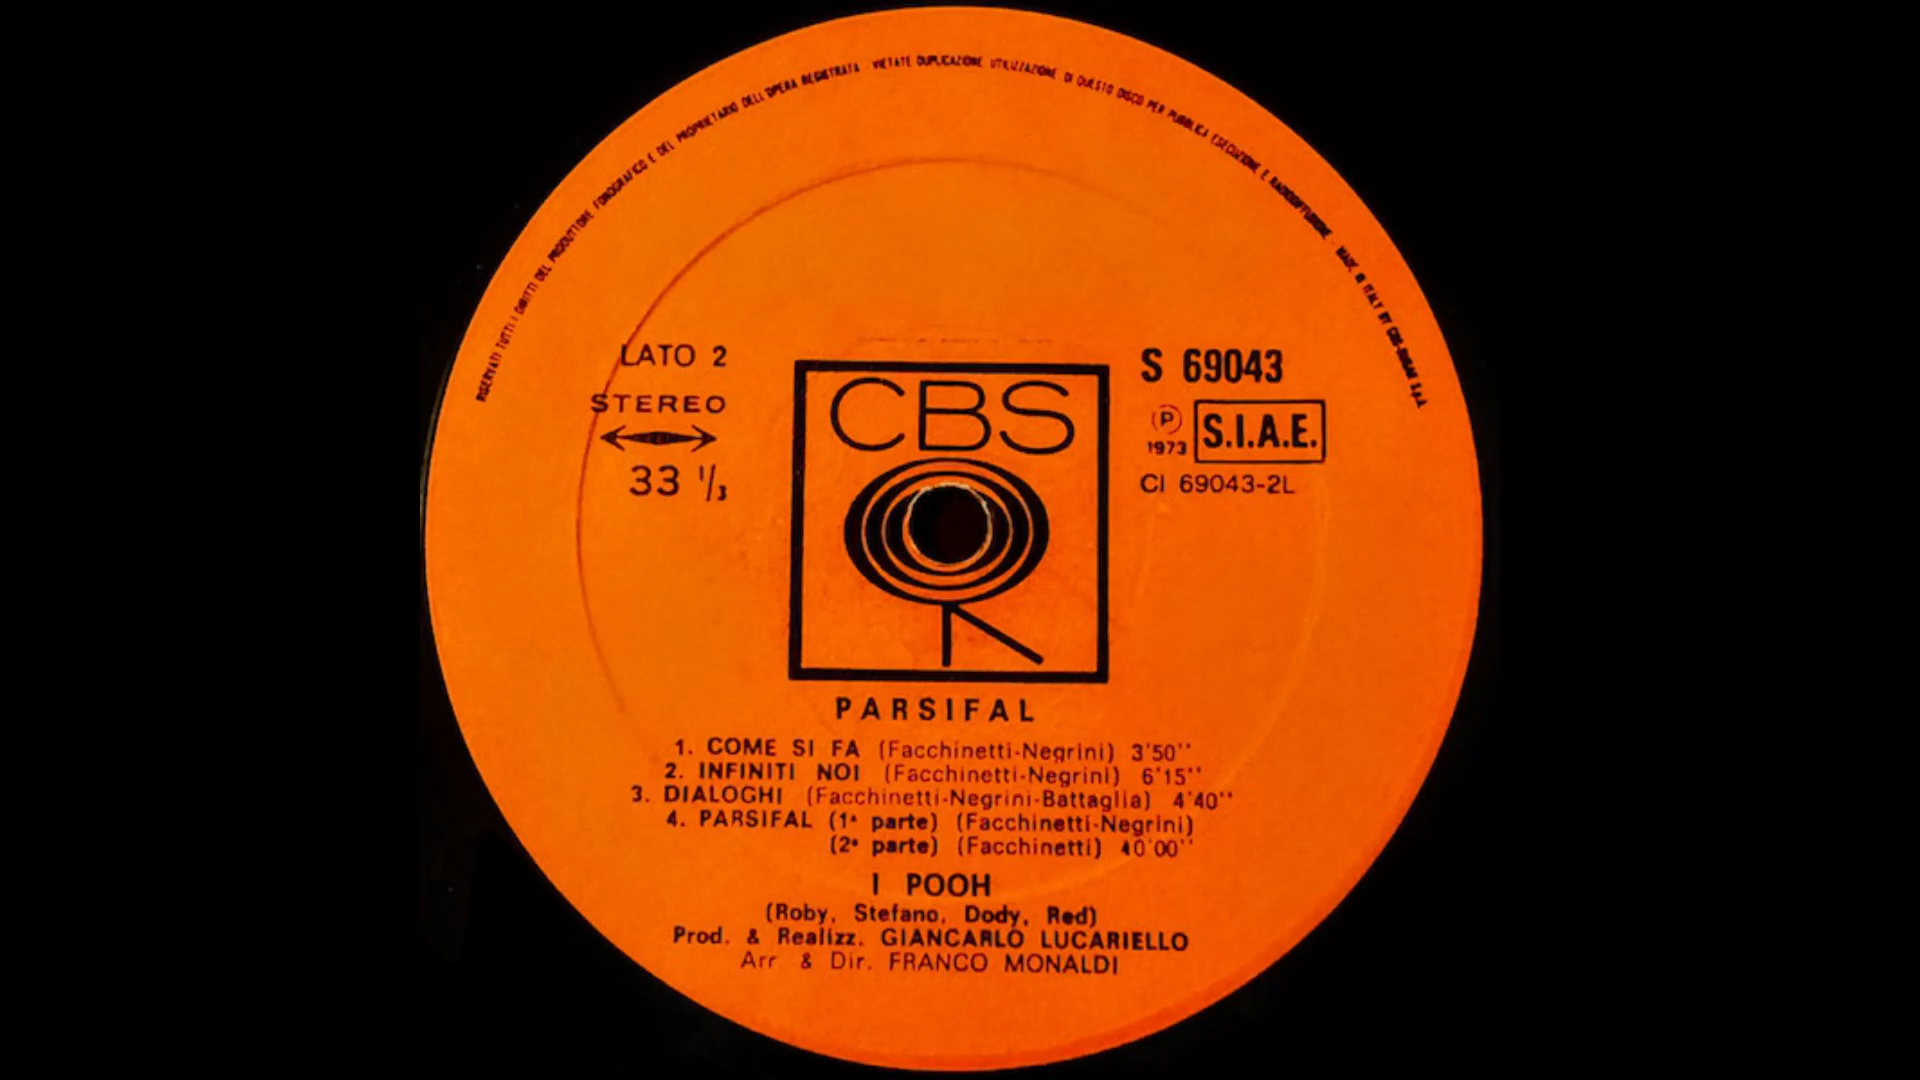 RISERVATI TUTTI I DIRITTI DEL PRODUTTORE FONOGRAFICO E DEL PROPRIETARIO DELL'OPERA REGISTRATA - VIETATE DUPLICAZIONE UTILIZZAZIONE DI QUESTO DISCO PER PUBBLICA ESECUZIONE E RADIODIFFUSIONE - MADE IN ITALY BY CBS-SUGAR S.p.A.
LATO 2
STEREO
33 1/3
CBS
S 69043
℗ 1973
S.I.A.E.
CI 69043-2L
PARSIFAL
1. COME SI FA (Facchinetti-Negrini) 3'50''
2. INFINITI NOI (Facchinetti-Negrini) 6'15''
3. DIALOGHI (Facchinetti-Negrini-Battaglia) 4'40''
4. PARSIFAL (1ª parte) (Facchinetti-Negrini)
(2ª parte) (Facchinetti) 40'00''
I POOH
(Roby, Stefano, Dody, Red)
Prod. & Realizz. GIANCARLO LUCARIELLO
Arr & Dir. FRANCO MONALDI